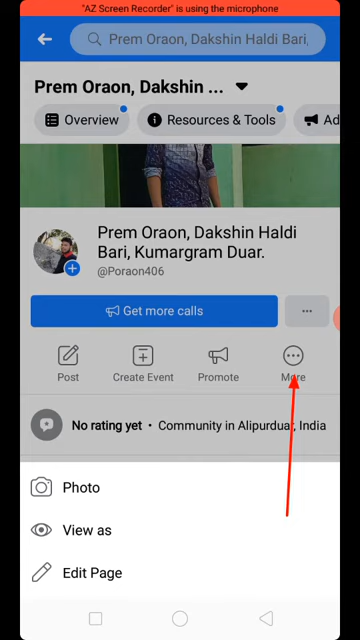 "AZ Screen Recorder" is using the microphone
Prem Oraon, Dakshin Haldi Bari,
Prem Oraon, Dakshin ...
Overview
Resources & Tools
Ad
Prem Oraon, Dakshin Haldi
Bari, Kumargram Duar.
@Poraon406
Get more calls
Post
Create Event
Promote
More
No rating yet • Community in Alipurduar, India
Photo
View as
Edit Page